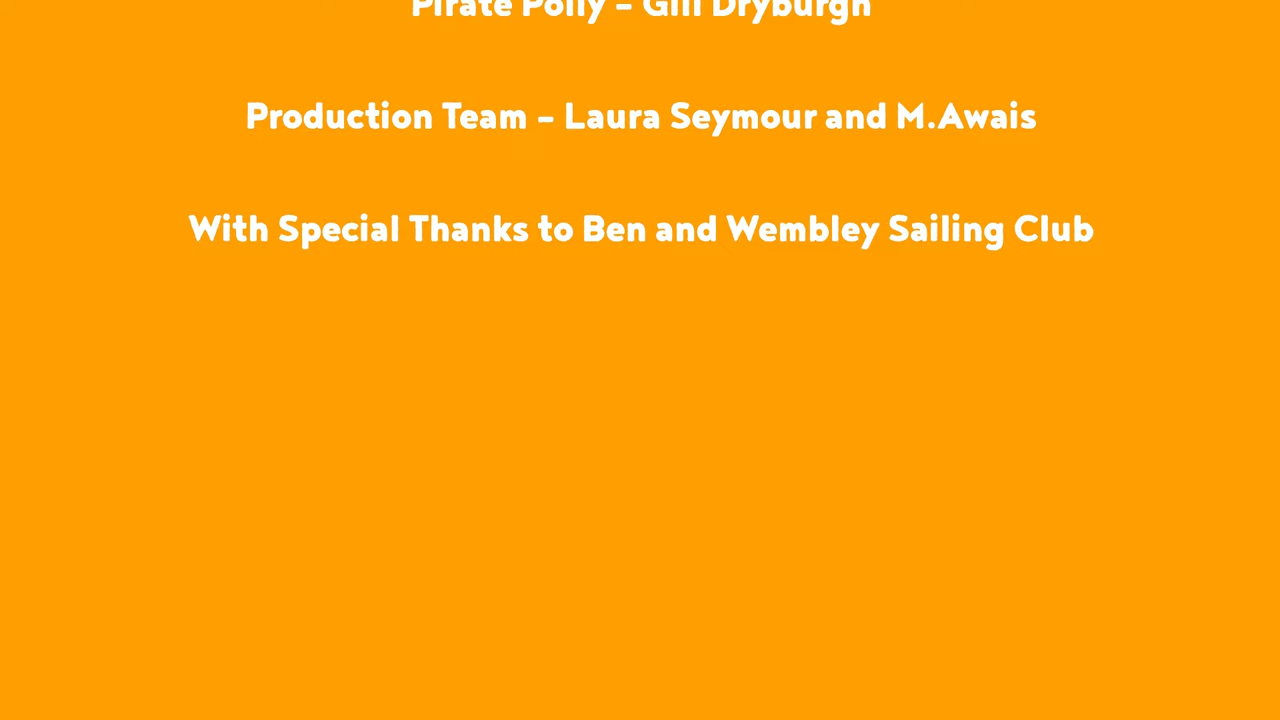 Pirate Polly – Gill Dryburgh
Production Team – Laura Seymour and M.Awais
With Special Thanks to Ben and Wembley Sailing Club